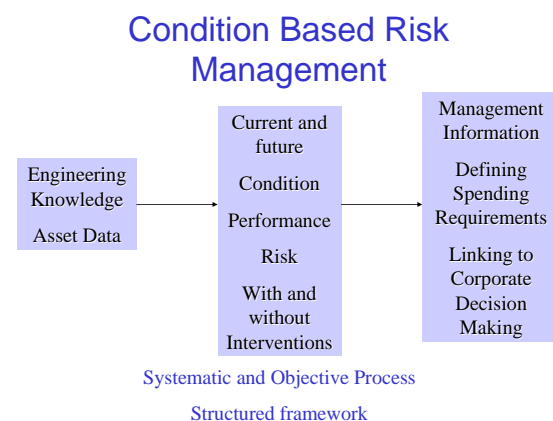 Condition Based Risk
Management
Engineering
Knowledge
Asset Data
Current and
future
Condition
Performance
Risk
With and
without
Interventions
Management
Information
Defining
Spending
Requirements
Linking to
Corporate
Decision
Making
Systematic and Objective Process
Structured framework